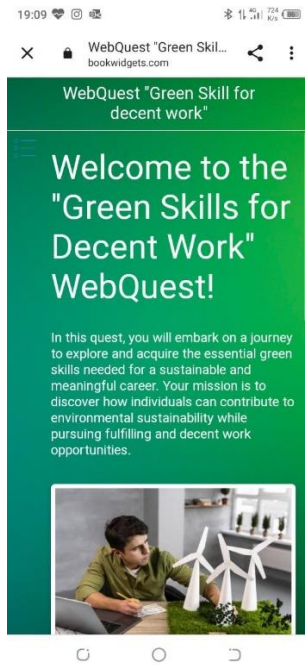 19:09
4G
724
K/s
WebQuest "Green Skil...
bookwidgets.com
WebQuest "Green Skill for
decent work"
Welcome to the
"Green Skills for
Decent Work"
WebQuest!
In this quest, you will embark on a journey
to explore and acquire the essential green
skills needed for a sustainable and
meaningful career. Your mission is to
discover how individuals can contribute to
environmental sustainability while
pursuing fulfilling and decent work
opportunities.